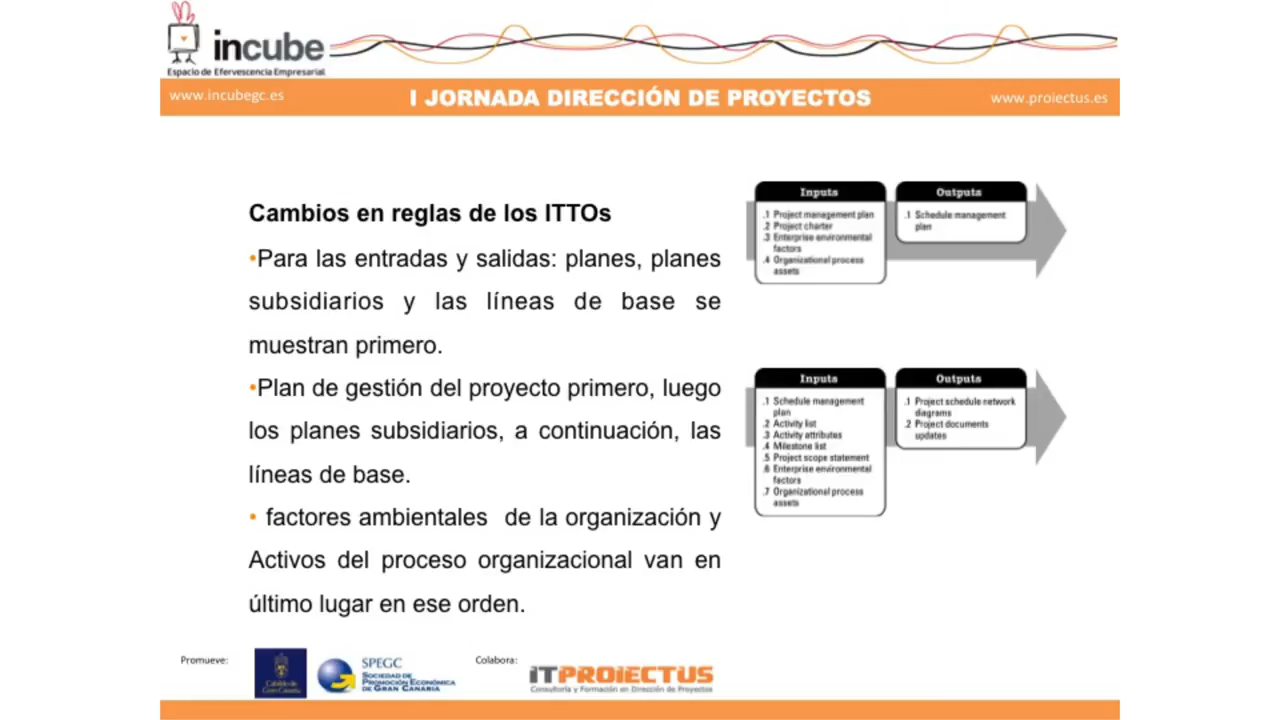 incube
Espacio de Efervescencia Empresarial
www.incubegc.es
I JORNADA DIRECCIÓN DE PROYECTOS
www.proiectus.es
Cambios en reglas de los ITTOs
•Para las entradas y salidas: planes, planes
subsidiarios y las líneas de base se
muestran primero.
•Plan de gestión del proyecto primero, luego
los planes subsidiarios, a continuación, las
líneas de base.
• factores ambientales de la organización y
Activos del proceso organizacional van en
último lugar en ese orden.
Inputs
.1 Project management plan
.2 Project charter
.3 Enterprise environmental
factors
.4 Organizational process
assets
Outputs
.1 Schedule management
plan
Inputs
.1 Schedule management
plan
.2 Activity list
.3 Activity attributes
.4 Milestone list
.5 Project scope statement
.6 Enterprise environmental
factors
.7 Organizational process
assets
Outputs
.1 Project schedule network
diagrams
.2 Project documents
updates
Promueve:
Cabildo de
Gran Canaria
SPEGC
SOCIEDAD DE
PROMOCIÓN ECONÓMICA
DE GRAN CANARIA
Colabora:
ITPROIECTUS
Consultoría y Formación en Dirección de Proyectos